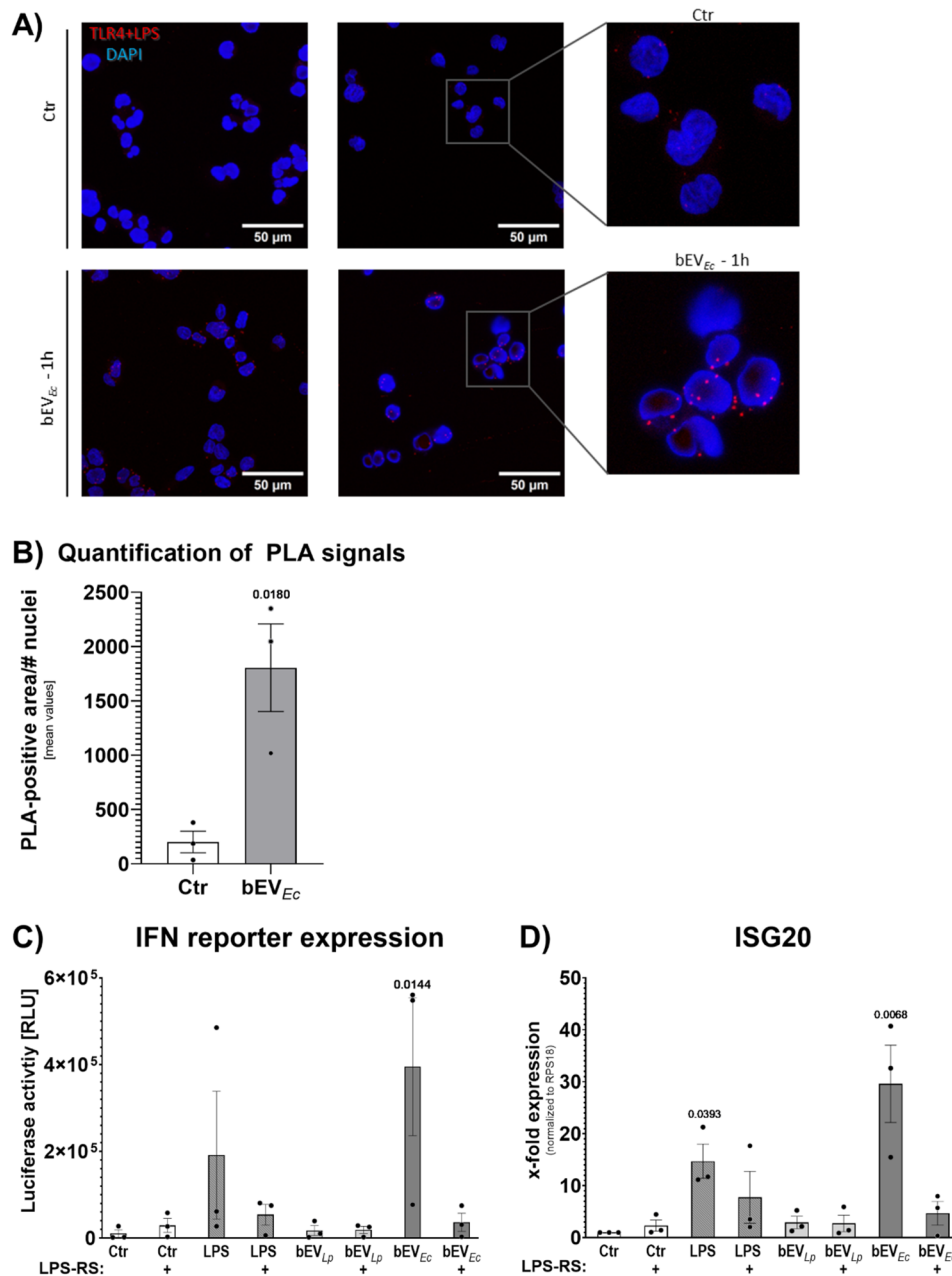 A)
TLR4+LPS
DAPI
Ctr
50 µm
50 µm
Ctr
bEVEc - 1h
50 µm
50 µm
bEVEc - 1h
B) Quantification of PLA signals
PLA-positive area/# nuclei
[mean values]
2500
2000
1500
1000
500
0
0.0180
Ctr bEVEc
C) IFN reporter expression
Luciferase activtiy [RLU]
6×10⁵
4×10⁵
2×10⁵
0
0.0144
Ctr Ctr LPS LPS bEVLp bEVLp bEVEc bEVEc
LPS-RS: + + + +
D) ISG20
x-fold expression
(normalized to RPS18)
50
40
30
20
10
0
0.0393
0.0068
Ctr Ctr LPS LPS bEVLp bEVLp bEVEc bEVE
LPS-RS: + + + +